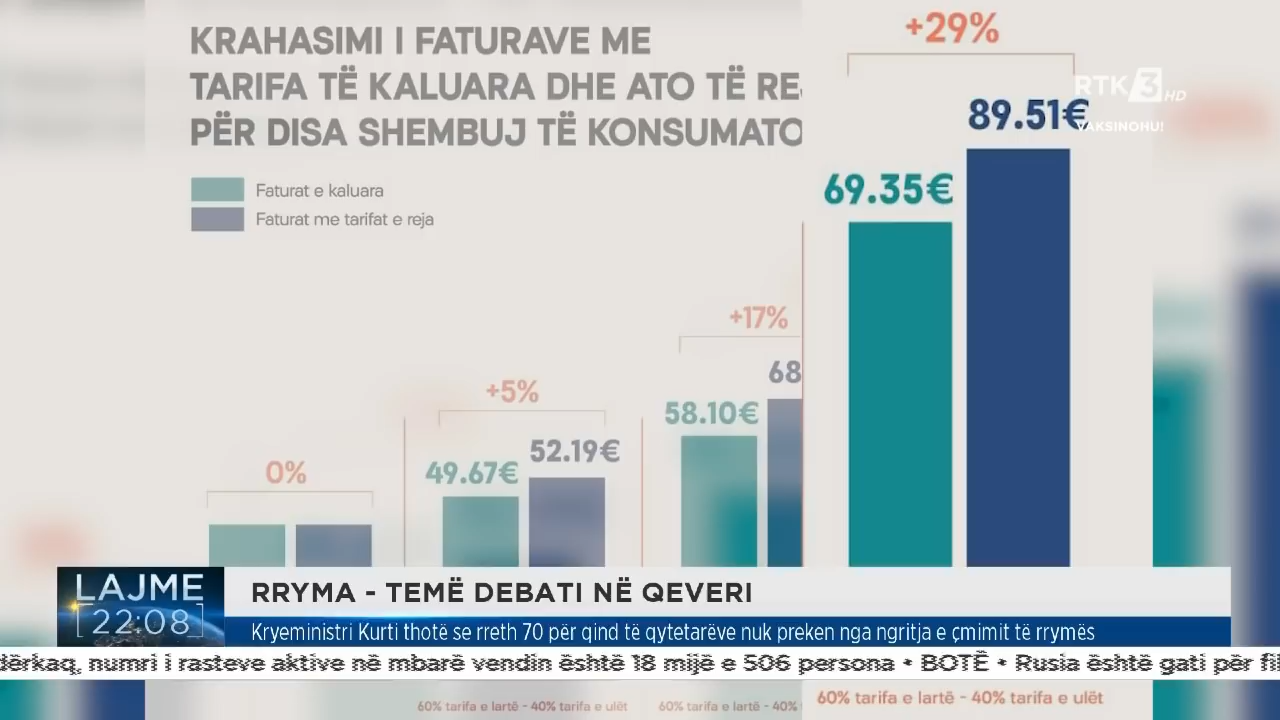 KRAHASIMI I FATURAVE ME
TARIFA TË KALUARA DHE ATO TË RE
PËR DISA SHEMBUJ TË KONSUMATO
Faturat e kaluara
Faturat me tarifat e reja
+29%
RTK 3 HD
VAKSINOHU!
89.51€
69.35€
+17%
68
58.10€
+5%
52.19€
49.67€
0%
LAJME
22:08
RRYMA - TEMË DEBATI NË QEVERI
Kryeministri Kurti thotë se rreth 70 për qind të qytetarëve nuk preken nga ngritja e çmimit të rrymës
dërkaq, numri i rasteve aktive në mbarë vendin është 18 mijë e 506 persona • BOTË • Rusia është gati për fil
60% tarifa e lartë - 40% tarifa e ulët
60% tarifa e lartë - 40%
60% tarifa e lartë - 40% tarifa e ulët